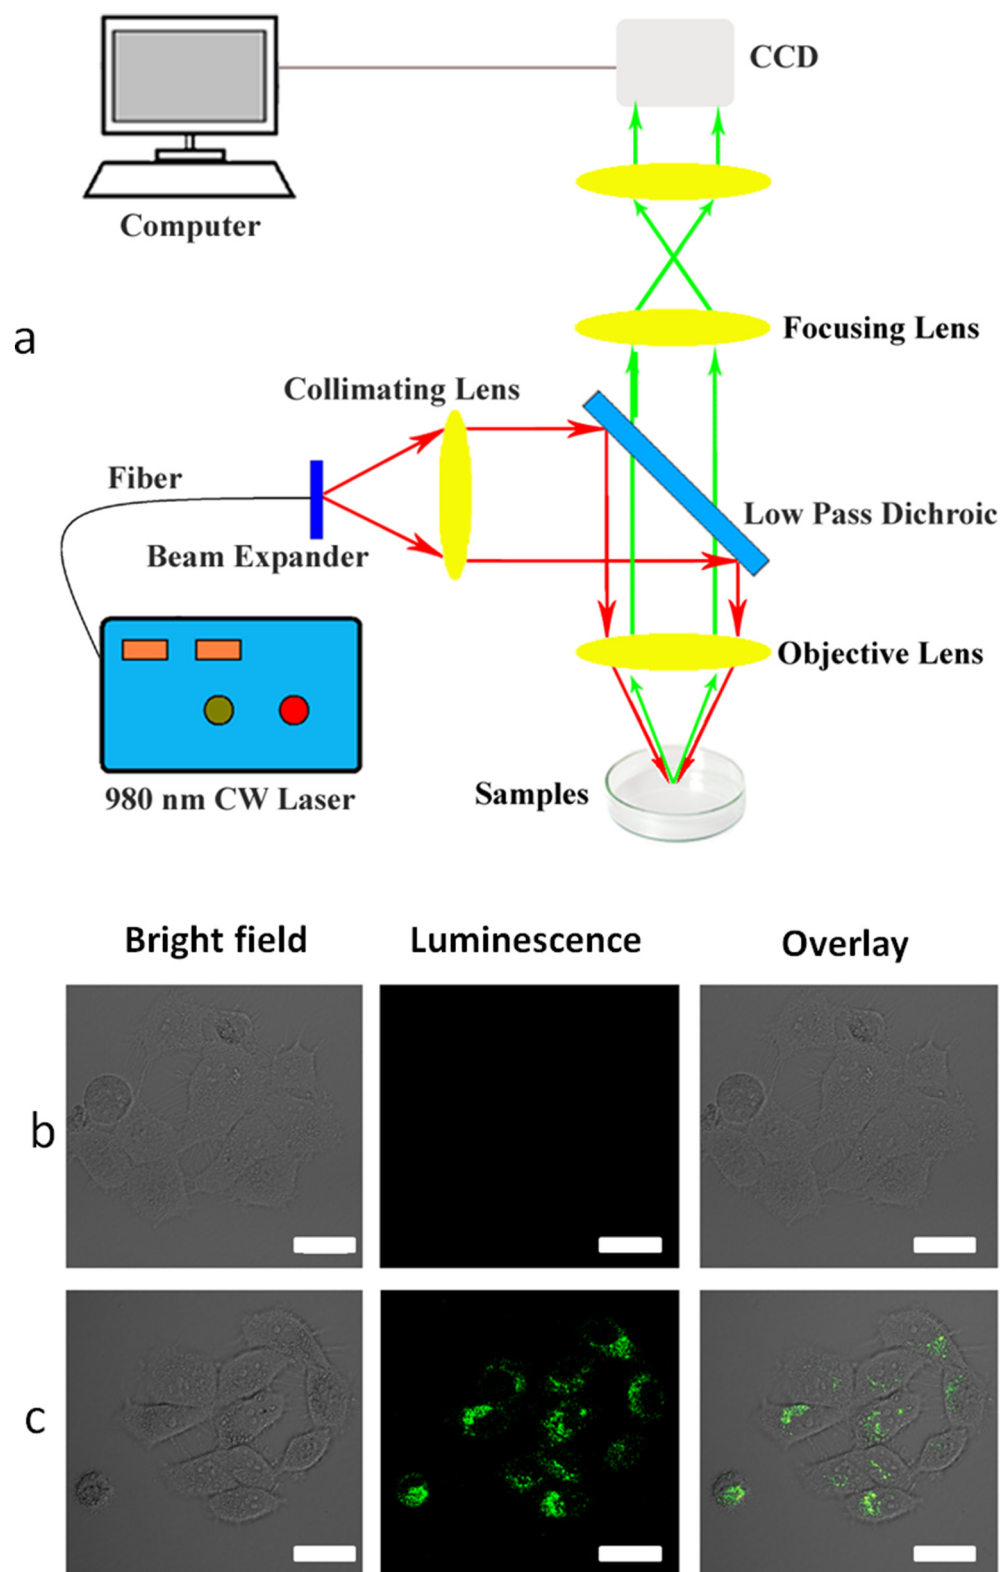 CCD
Computer
a
Focusing Lens
Collimating Lens
Fiber
Low Pass Dichroic
Beam Expander
Objective Lens
980 nm CW Laser
Samples
Bright field
Luminescence
Overlay
b
c